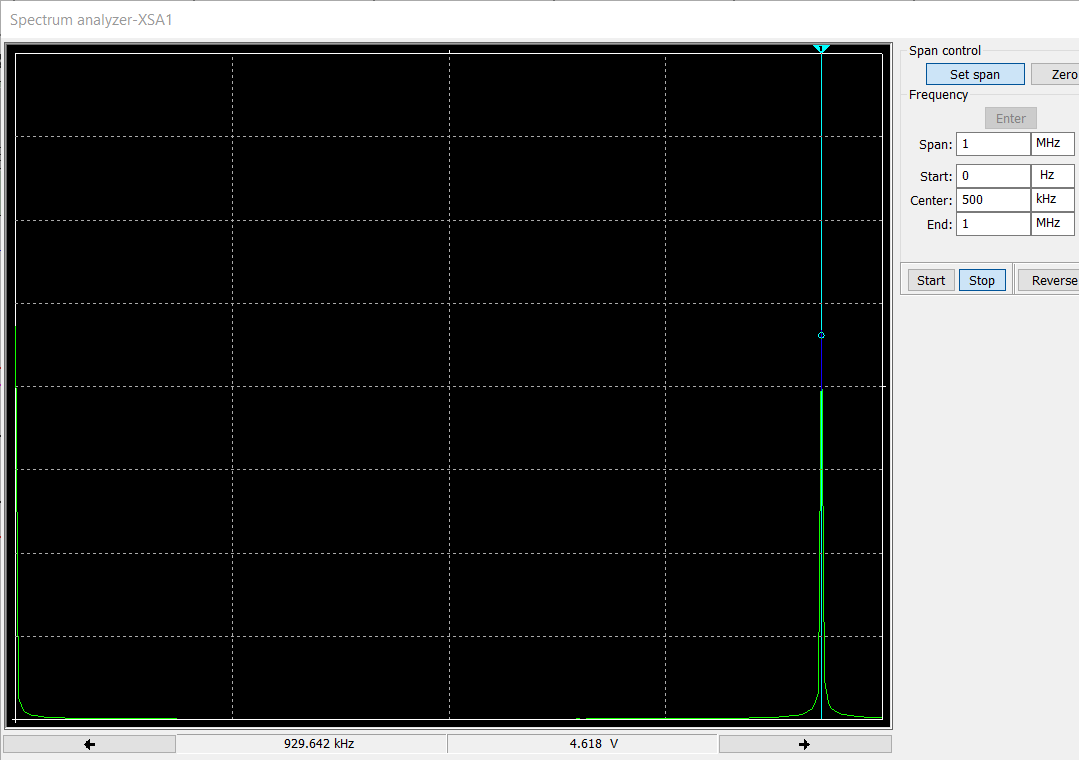 Spectrum analyzer-XSA1
1
Span control
Set span
Zero
Frequency
Enter
Span: 1 MHz
Start: 0 Hz
Center: 500 kHz
End: 1 MHz
Start Stop Reverse
929.642 kHz 4.618 V